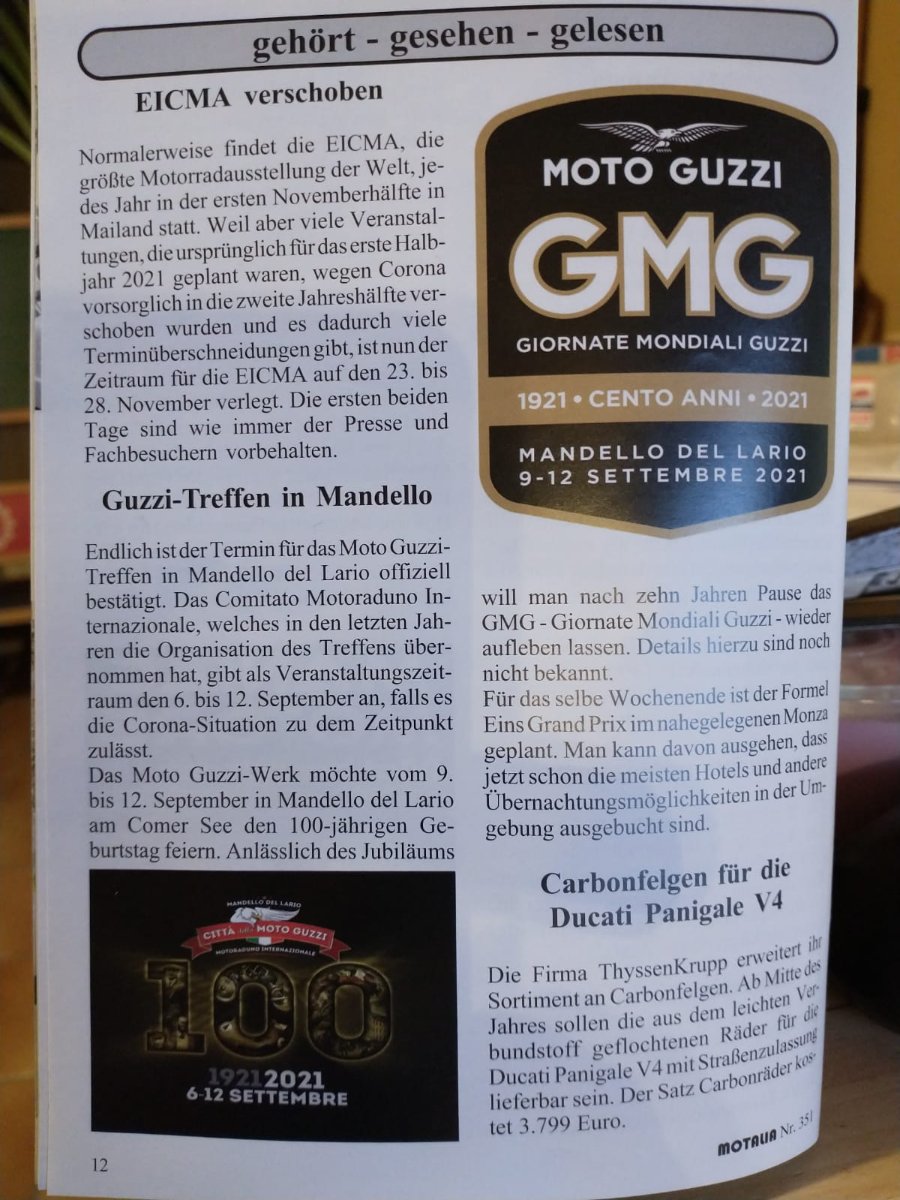 gehört - gesehen - gelesen
EICMA verschoben
Normalerweise findet die EICMA, die
größte Motorradausstellung der Welt, je-
des Jahr in der ersten Novemberhälfte in
Mailand statt. Weil aber viele Veranstal-
tungen, die ursprünglich für das erste Halb-
jahr 2021 geplant waren, wegen Corona
vorsorglich in die zweite Jahreshälfte ver-
schoben wurden und es dadurch viele
Terminüberschneidungen gibt, ist nun der
Zeitraum für die EICMA auf den 23. bis
28. November verlegt. Die ersten beiden
Tage sind wie immer der Presse und
Fachbesuchern vorbehalten.
Guzzi-Treffen in Mandello
Endlich ist der Termin für das Moto Guzzi-
Treffen in Mandello del Lario offiziell
bestätigt. Das Comitato Motoraduno In-
ternazionale, welches in den letzten Jah-
ren die Organisation des Treffens über-
nommen hat, gibt als Veranstaltungszeit-
raum den 6. bis 12. September an, falls es
die Corona-Situation zu dem Zeitpunkt
zulässt.
Das Moto Guzzi-Werk möchte vom 9.
bis 12. September in Mandello del Lario
am Comer See den 100-jährigen Ge-
burtstag feiern. Anlässlich des Jubiläums
MANDELLO DEL LARIO
CITTÀ della MOTO GUZZI
MOTORADUNO INTERNAZIONALE
100
19212021
6-12 SETTEMBRE
12
MOTO GUZZI
GMG
GIORNATE MONDIALI GUZZI
1921 • CENTO ANNI • 2021
MANDELLO DEL LARIO
9-12 SETTEMBRE 2021
will man nach zehn Jahren Pause das
GMG - Giornate Mondiali Guzzi - wieder
aufleben lassen. Details hierzu sind noch
nicht bekannt.
Für das selbe Wochenende ist der Formel
Eins Grand Prix im nahegelegenen Monza
geplant. Man kann davon ausgehen, dass
jetzt schon die meisten Hotels und andere
Übernachtungsmöglichkeiten in der Um-
gebung ausgebucht sind.
Carbonfelgen für die
Ducati Panigale V4
Die Firma ThyssenKrupp erweitert ihr
Sortiment an Carbonfelgen. Ab Mitte des
Jahres sollen die aus dem leichten Ver-
bundstoff geflochtenen Räder für die
Ducati Panigale V4 mit Straßenzulassung
lieferbar sein. Der Satz Carbonräder kos-
tet 3.799 Euro.
MOTALIA Nr. 351